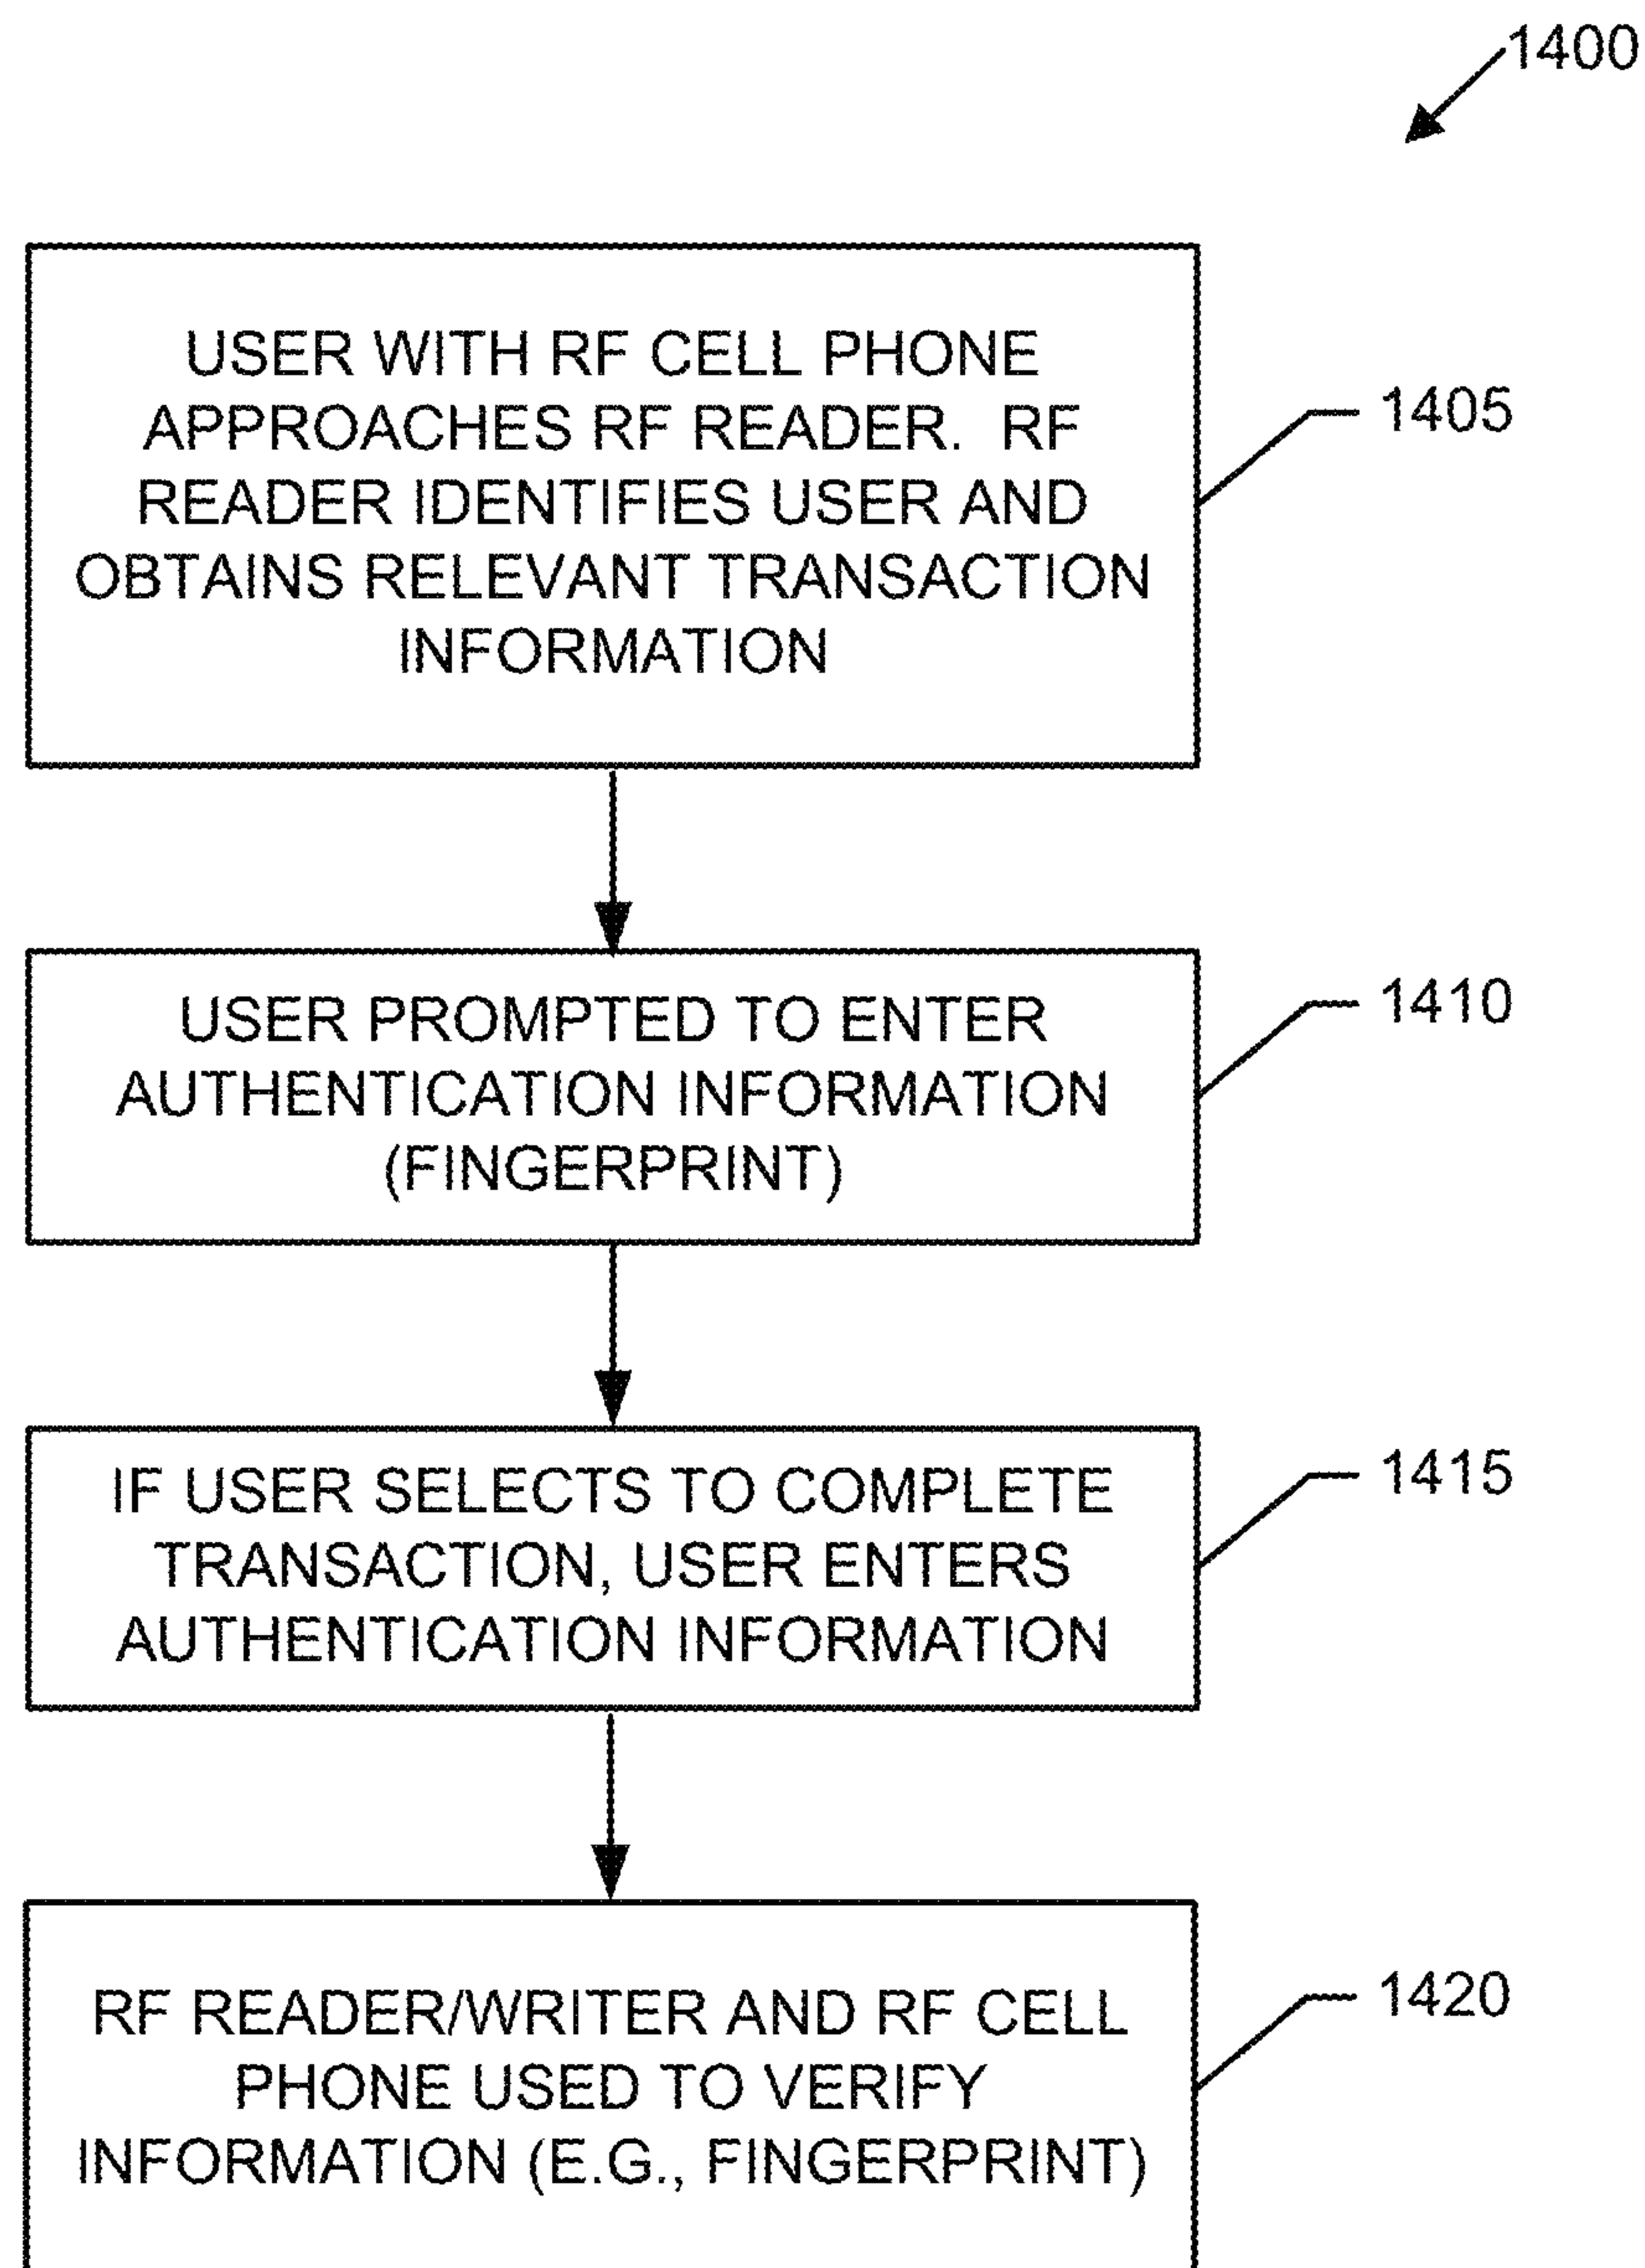 1400
USER WITH RF CELL PHONE
APPROACHES RF READER.  RF
READER IDENTIFIES USER AND
OBTAINS RELEVANT TRANSACTION
INFORMATION
1405
USER PROMPTED TO ENTER
AUTHENTICATION INFORMATION
(FINGERPRINT)
1410
IF USER SELECTS TO COMPLETE
TRANSACTION, USER ENTERS
AUTHENTICATION INFORMATION
1415
RF READER/WRITER AND RF CELL
PHONE USED TO VERIFY
INFORMATION (E.G., FINGERPRINT)
1420